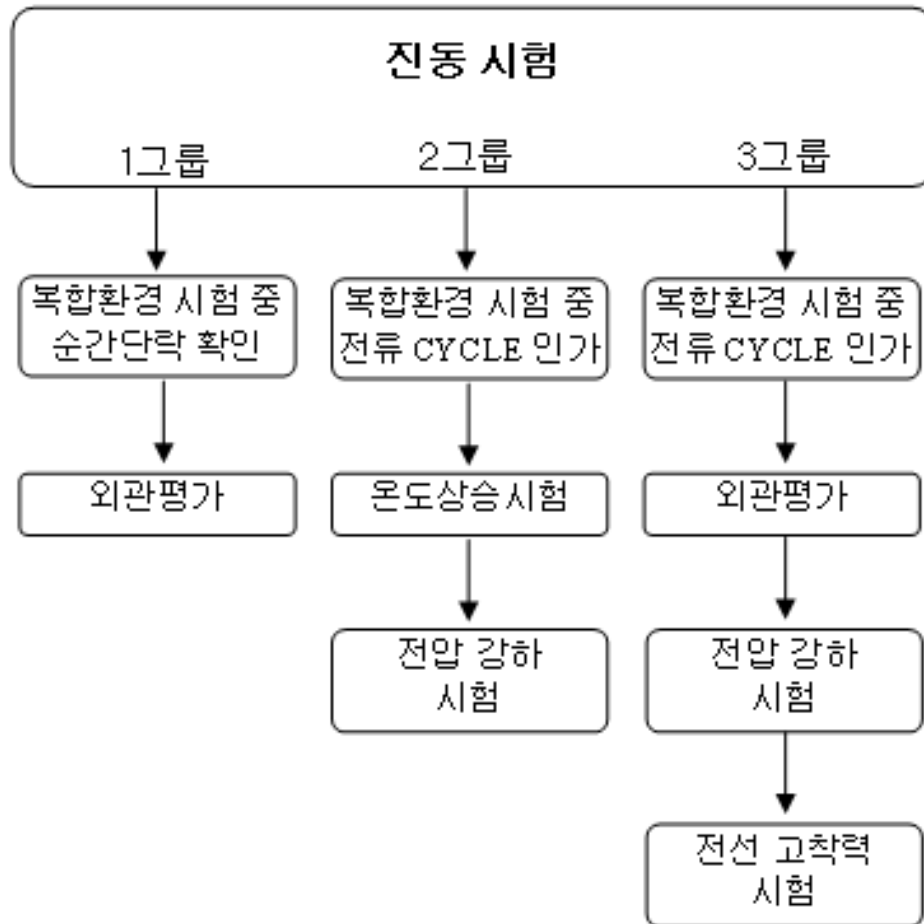 진동 시험
1그룹 2그룹 3그룹
복합환경 시험 중
순간단락 확인
복합환경 시험 중
전류 CYCLE 인가
복합환경 시험 중
전류 CYCLE 인가
외관평가
온도상승시험
외관평가
전압 강하
시험
전압 강하
시험
전선 고착력
시험